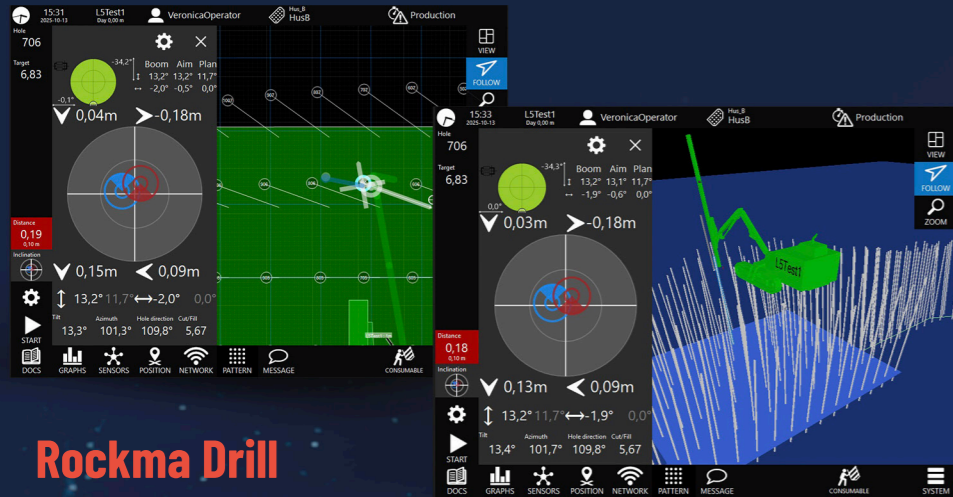 15:31
2025-10-13
L5Test1
Day 0,00 m
VeronicaOperator
Hus_B
HusB
Production
Hole
706
Target
6,83
-34,2°
Boom Aim Plan
13,2° 13,2° 11,7°
-2,0° -0,5° 0,0°
-0,1°
0,04m -0,18m
Distance
0,19
0,10 m
Inclination
0,15m 0,09m
13,2° 11,7° -2,0° 0,0°
Tilt Azimuth Hole direction Cut/Fill
13,3° 101,3° 109,8° 5,67
START
VIEW
FOLLOW
DOCS GRAPHS SENSORS POSITION NETWORK PATTERN MESSAGE CONSUMABLE
15:33
2025-10-13
L5Test1
Day 0,00 m
VeronicaOperator
Hus_B
HusB
Production
Hole
706
Target
6,83
-34,3°
Boom Aim Plan
13,2° 13,1° 11,7°
-1,9° -0,6° 0,0°
0,0°
0,03m -0,18m
Distance
0,18
0,10 m
Inclination
0,13m 0,09m
13,2° 11,7° -1,9° 0,0°
Tilt Azimuth Hole direction Cut/Fill
13,4° 101,7° 109,8° 5,67
START
L5Test1
VIEW
FOLLOW
ZOOM
DOCS GRAPHS SENSORS POSITION NETWORK PATTERN MESSAGE CONSUMABLE SYSTEM
Rockma Drill